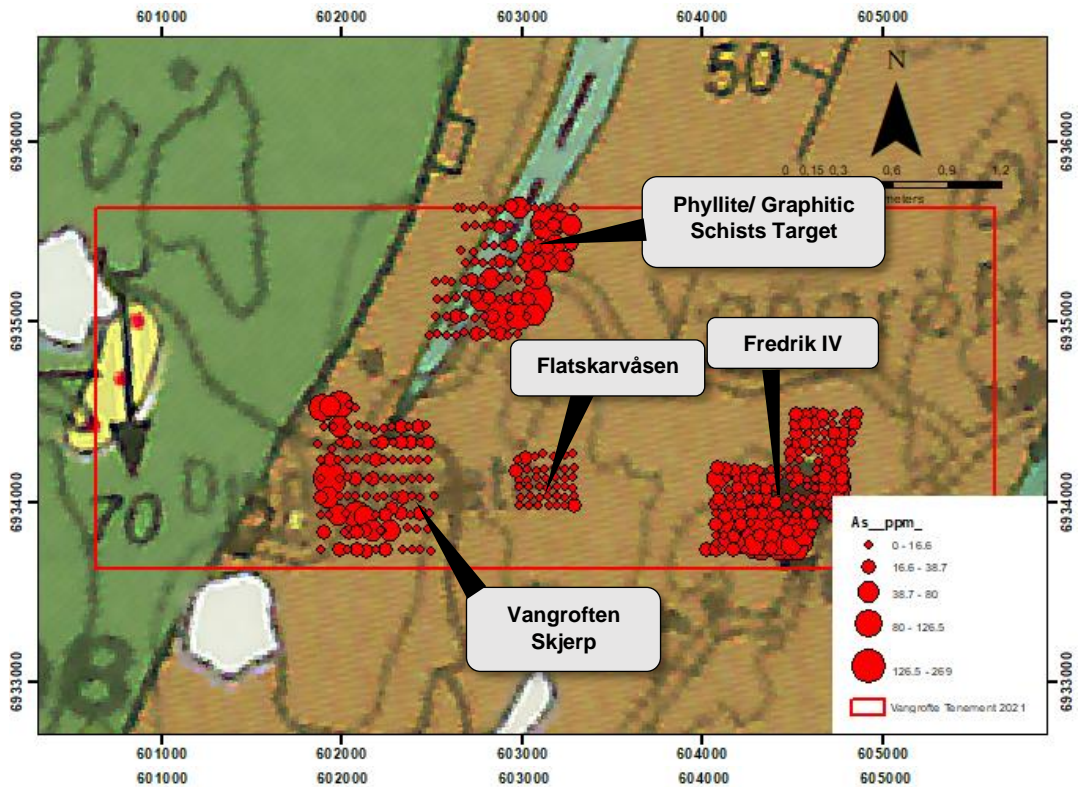 601000 602000 603000 604000 605000
6936000
6935000
6934000
6933000
50
N
0 0,15 0,3 0,6 0,9 1,2
Phyllite/ Graphitic
Schists Target
Fredrik IV
Flatskarvåsen
Vangroften
Skjerp
70
8
As__ppm_
0 - 16.6
16.6 - 38.7
38.7 - 80
80 - 126.5
126.5 - 269
Vangrofte Tenement 2021
6936000
6935000
6934000
6933000
601000 602000 603000 604000 605000